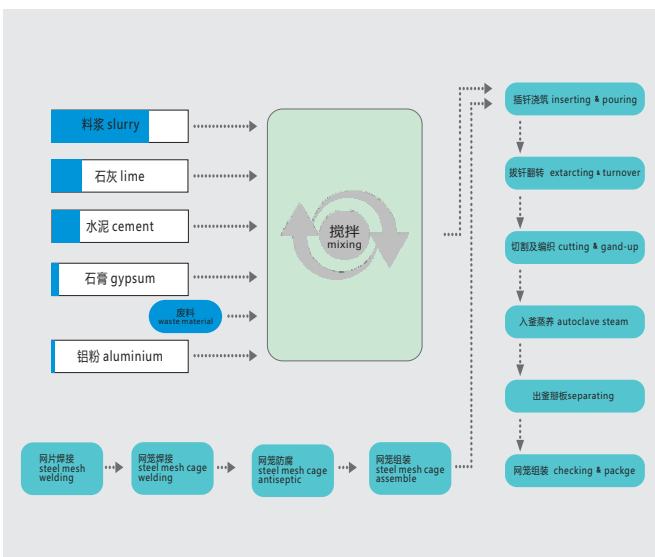 料浆 slurry
石灰 lime
水泥 cement
石膏 gypsum
废料
waste material
铝粉 aluminium
搅拌
mixing
网片焊接
steel mesh
welding
网笼焊接
steel mesh cage
welding
网笼防腐
steel mesh cage
antiseptic
网笼组装
steel mesh cage
assemble
插钎浇筑 inserting & pouring
拔钎翻转 extarcting & turnover
切割及编织 cutting & gand-up
入釜蒸养 autoclave steam
出釜掰板separating
网笼组装 checking & packge